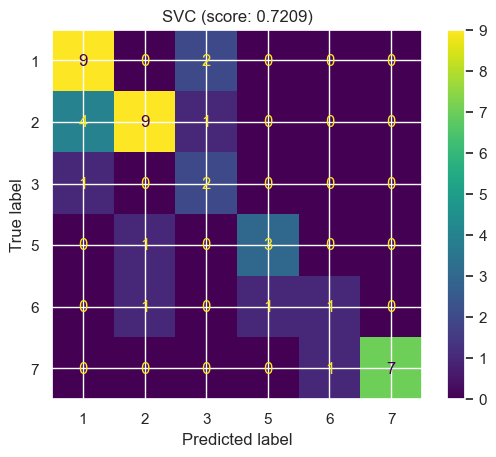 SVC (score: 0.7209)
True label
1 9 0 2 0 0 0
2 4 9 1 0 0 0
3 1 0 2 0 0 0
5 0 1 0 3 0 0
6 0 1 0 1 1 0
7 0 0 0 0 1 7
1 2 3 5 6 7
Predicted label
9
8
7
6
5
4
3
2
1
0